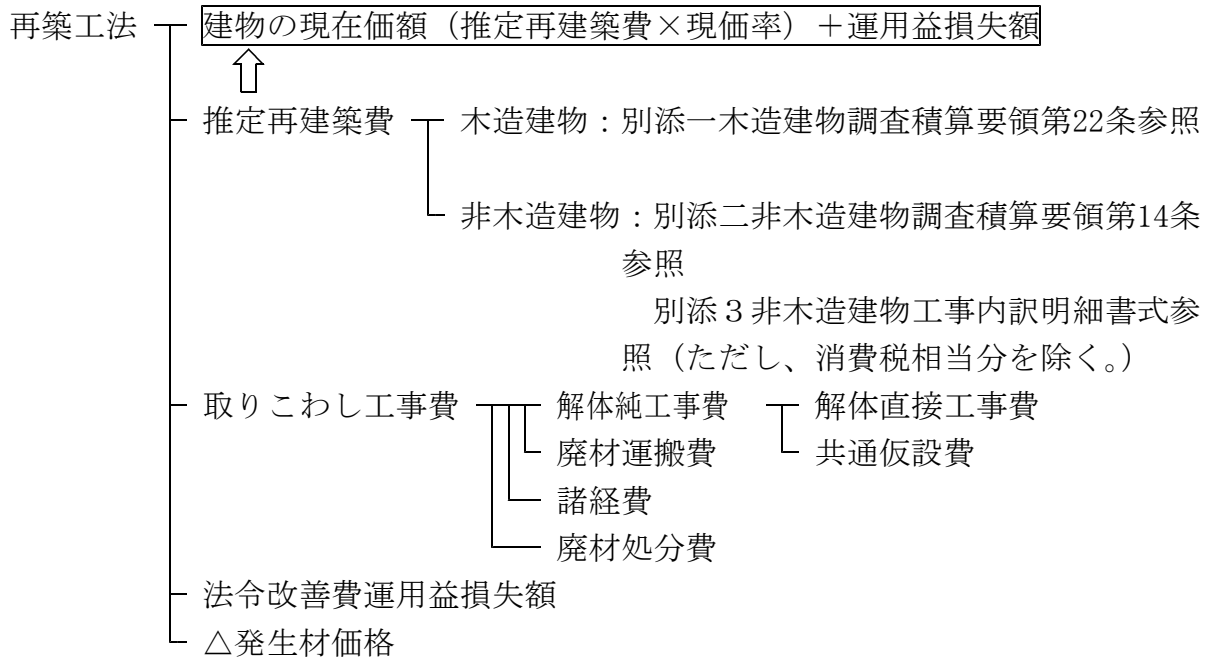 再築工法 建物の現在価額（推定再建築費×現価率）＋運用益損失額
推定再建築費 木造建物：別添一木造建物調査積算要領第22条参照
非木造建物：別添二非木造建物調査積算要領第14条
参照
別添３非木造建物工事内訳明細書式参
照（ただし、消費税相当分を除く。）
取りこわし工事費 解体純工事費 解体直接工事費
廃材運搬費 共通仮設費
諸経費
廃材処分費
法令改善費運用益損失額
△発生材価格